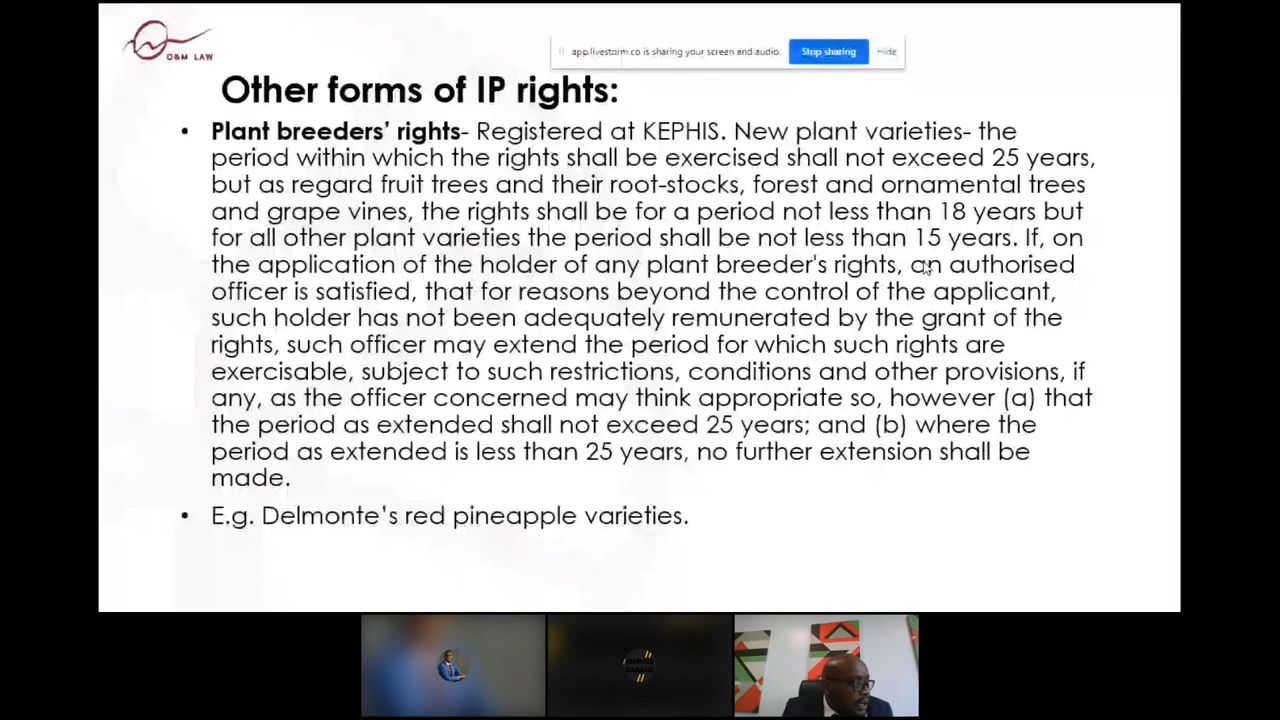 O&M LAW
app.livestorm.co is sharing your screen and audio.
Stop sharing
Hide
Other forms of IP rights:
• Plant breeders’ rights- Registered at KEPHIS. New plant varieties- the
period within which the rights shall be exercised shall not exceed 25 years,
but as regard fruit trees and their root-stocks, forest and ornamental trees
and grape vines, the rights shall be for a period not less than 18 years but
for all other plant varieties the period shall be not less than 15 years. If, on
the application of the holder of any plant breeder's rights, an authorised
officer is satisfied, that for reasons beyond the control of the applicant,
such holder has not been adequately remunerated by the grant of the
rights, such officer may extend the period for which such rights are
exercisable, subject to such restrictions, conditions and other provisions, if
any, as the officer concerned may think appropriate so, however (a) that
the period as extended shall not exceed 25 years; and (b) where the
period as extended is less than 25 years, no further extension shall be
made.
• E.g. Delmonte’s red pineapple varieties.
GARAGE